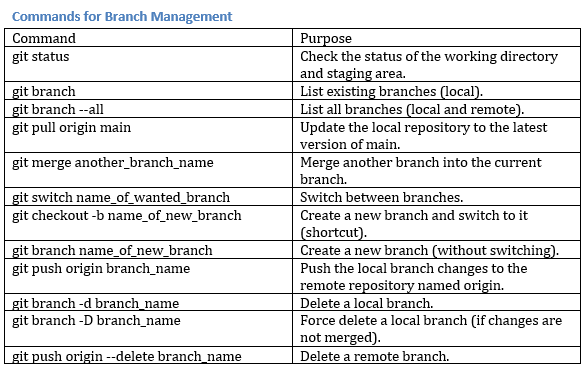 Commands for Branch Management
Command Purpose
git status Check the status of the working directory
and staging area.
git branch List existing branches (local).
git branch --all List all branches (local and remote).
git pull origin main Update the local repository to the latest
version of main.
git merge another_branch_name Merge another branch into the current
branch.
git switch name_of_wanted_branch Switch between branches.
git checkout -b name_of_new_branch Create a new branch and switch to it
(shortcut).
git branch name_of_new_branch Create a new branch (without switching).
git push origin branch_name Push the local branch changes to the
remote repository named origin.
git branch -d branch_name Delete a local branch.
git branch -D branch_name Force delete a local branch (if changes are
not merged).
git push origin --delete branch_name Delete a remote branch.